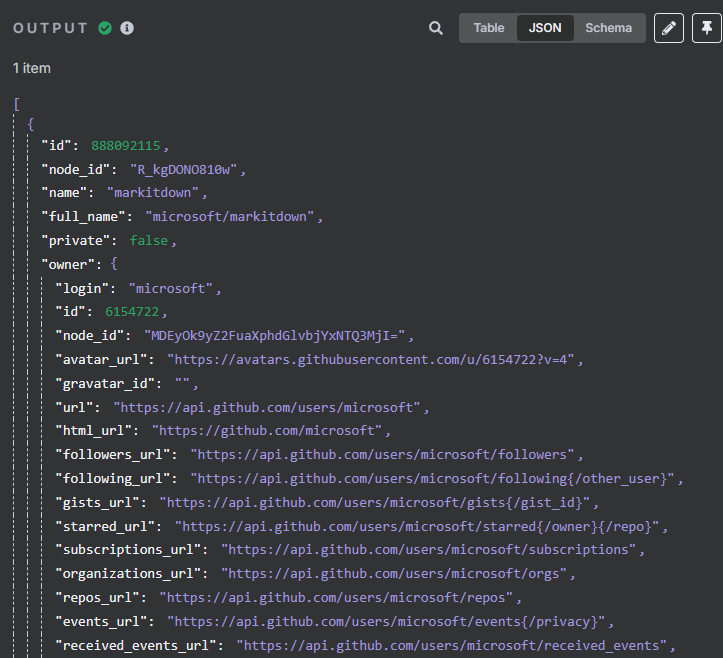 OUTPUT
Table JSON Schema
1 item
[
{
"id": 888092115,
"node_id": "R_kgDONO810w",
"name": "markitdown",
"full_name": "microsoft/markitdown",
"private": false,
"owner": {
"login": "microsoft",
"id": 6154722,
"node_id": "MDEyOk9yZ2FuaXphdGlvbjYxNTQ3MjI=",
"avatar_url": "https://avatars.githubusercontent.com/u/6154722?v=4",
"gravatar_id": "",
"url": "https://api.github.com/users/microsoft",
"html_url": "https://github.com/microsoft",
"followers_url": "https://api.github.com/users/microsoft/followers",
"following_url": "https://api.github.com/users/microsoft/following{/other_user}",
"gists_url": "https://api.github.com/users/microsoft/gists{/gist_id}",
"starred_url": "https://api.github.com/users/microsoft/starred{/owner}{/repo}",
"subscriptions_url": "https://api.github.com/users/microsoft/subscriptions",
"organizations_url": "https://api.github.com/users/microsoft/orgs",
"repos_url": "https://api.github.com/users/microsoft/repos",
"events_url": "https://api.github.com/users/microsoft/events{/privacy}",
"received_events_url": "https://api.github.com/users/microsoft/received_events",